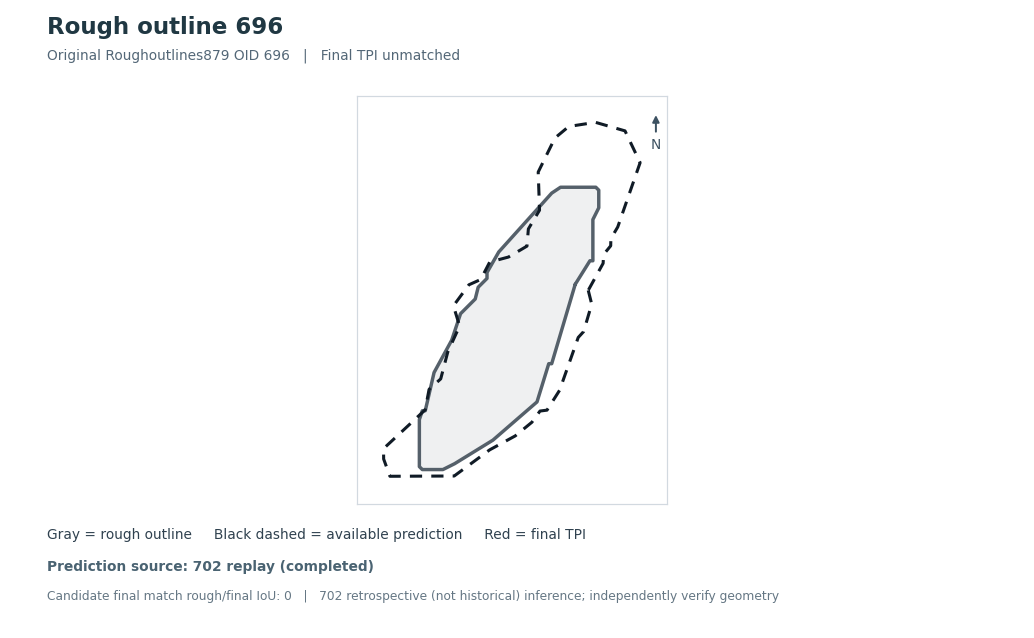 Rough outline 696
Original Roughoutlines879 OID 696   |   Final TPI unmatched
N
Gray = rough outline     Black dashed = available prediction     Red = final TPI
Prediction source: 702 replay (completed)
Candidate final match rough/final IoU: 0   |   702 retrospective (not historical) inference; independently verify geometry